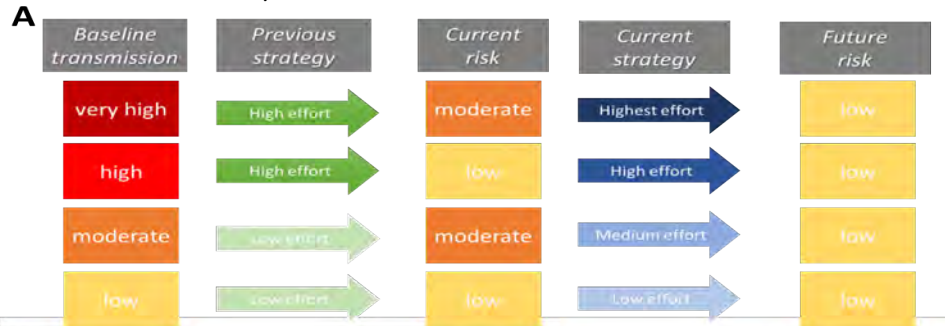 A
Baseline transmission
Previous strategy
Current risk
Current strategy
Future risk
very high
High effort
moderate
Highest effort
low
high
High effort
low
High effort
low
moderate
Low effort
moderate
Medium effort
low
low
Low effort
low
Low effort
low